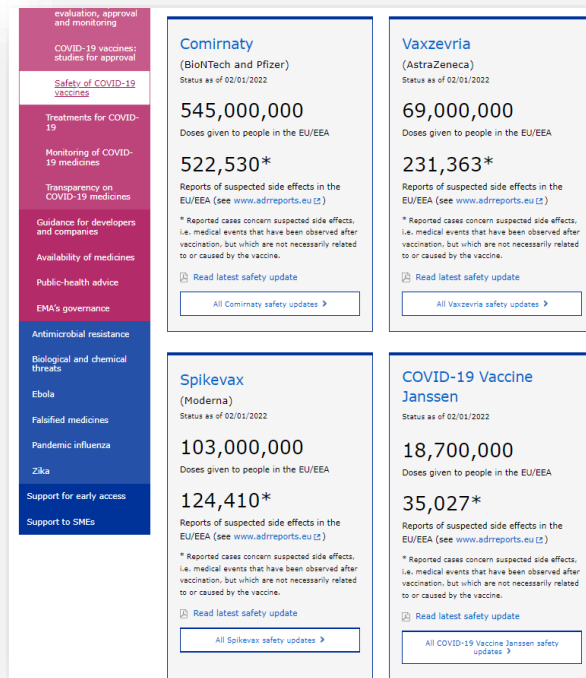 evaluation, approval
and monitoring
COVID-19 vaccines:
studies for approval
Safety of COVID-19
vaccines
Treatments for COVID-
19
Monitoring of COVID-
19 medicines
Transparency on
COVID-19 medicines
Guidance for developers
and companies
Availability of medicines
Public-health advice
EMA's governance
Antimicrobial resistance
Biological and chemical
threats
Ebola
Falsified medicines
Pandemic influenza
Zika
Support for early access
Support to SMEs
Comirnaty
(BioNTech and Pfizer)
Status as of 02/01/2022
545,000,000
Doses given to people in the EU/EEA
522,530*
Reports of suspected side effects in the
EU/EEA (see www.adrreports.eu)
* Reported cases concern suspected side effects,
i.e. medical events that have been observed after
vaccination, but which are not necessarily related
to or caused by the vaccine.
Read latest safety update
All Comirnaty safety updates >
Vaxzevria
(AstraZeneca)
Status as of 02/01/2022
69,000,000
Doses given to people in the EU/EEA
231,363*
Reports of suspected side effects in the
EU/EEA (see www.adrreports.eu)
* Reported cases concern suspected side effects,
i.e. medical events that have been observed after
vaccination, but which are not necessarily related
to or caused by the vaccine.
Read latest safety update
All Vaxzevria safety updates >
Spikevax
(Moderna)
Status as of 02/01/2022
103,000,000
Doses given to people in the EU/EEA
124,410*
Reports of suspected side effects in the
EU/EEA (see www.adrreports.eu)
* Reported cases concern suspected side effects,
i.e. medical events that have been observed after
vaccination, but which are not necessarily related
to or caused by the vaccine.
Read latest safety update
All Spikevax safety updates >
COVID-19 Vaccine
Janssen
Status as of 02/01/2022
18,700,000
Doses given to people in the EU/EEA
35,027*
Reports of suspected side effects in the
EU/EEA (see www.adrreports.eu)
* Reported cases concern suspected side effects,
i.e. medical events that have been observed after
vaccination, but which are not necessarily related
to or caused by the vaccine.
Read latest safety update
All COVID-19 Vaccine Janssen safety
updates >